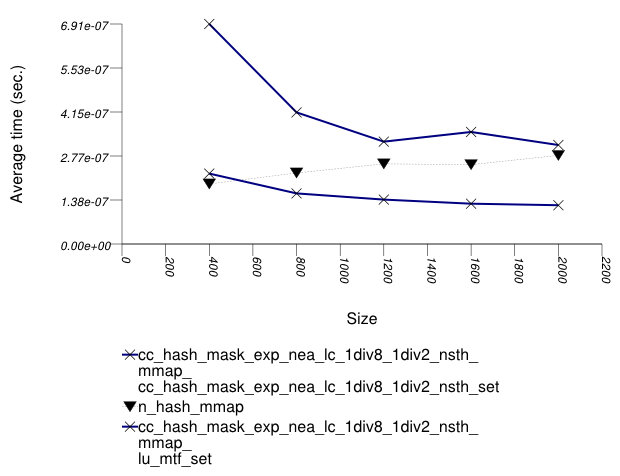 6.91e-07
5.53e-07
4.15e-07
2.77e-07
1.38e-07
0.00e+00
Average time (sec.)
0 200 400 600 800 1000 1200 1400 1600 1800 2000 2200
Size
cc_hash_mask_exp_nea_lc_1div8_1div2_nsth_
mmap_
cc_hash_mask_exp_nea_lc_1div8_1div2_nsth_set
n_hash_mmap
cc_hash_mask_exp_nea_lc_1div8_1div2_nsth_
mmap_
lu_mtf_set